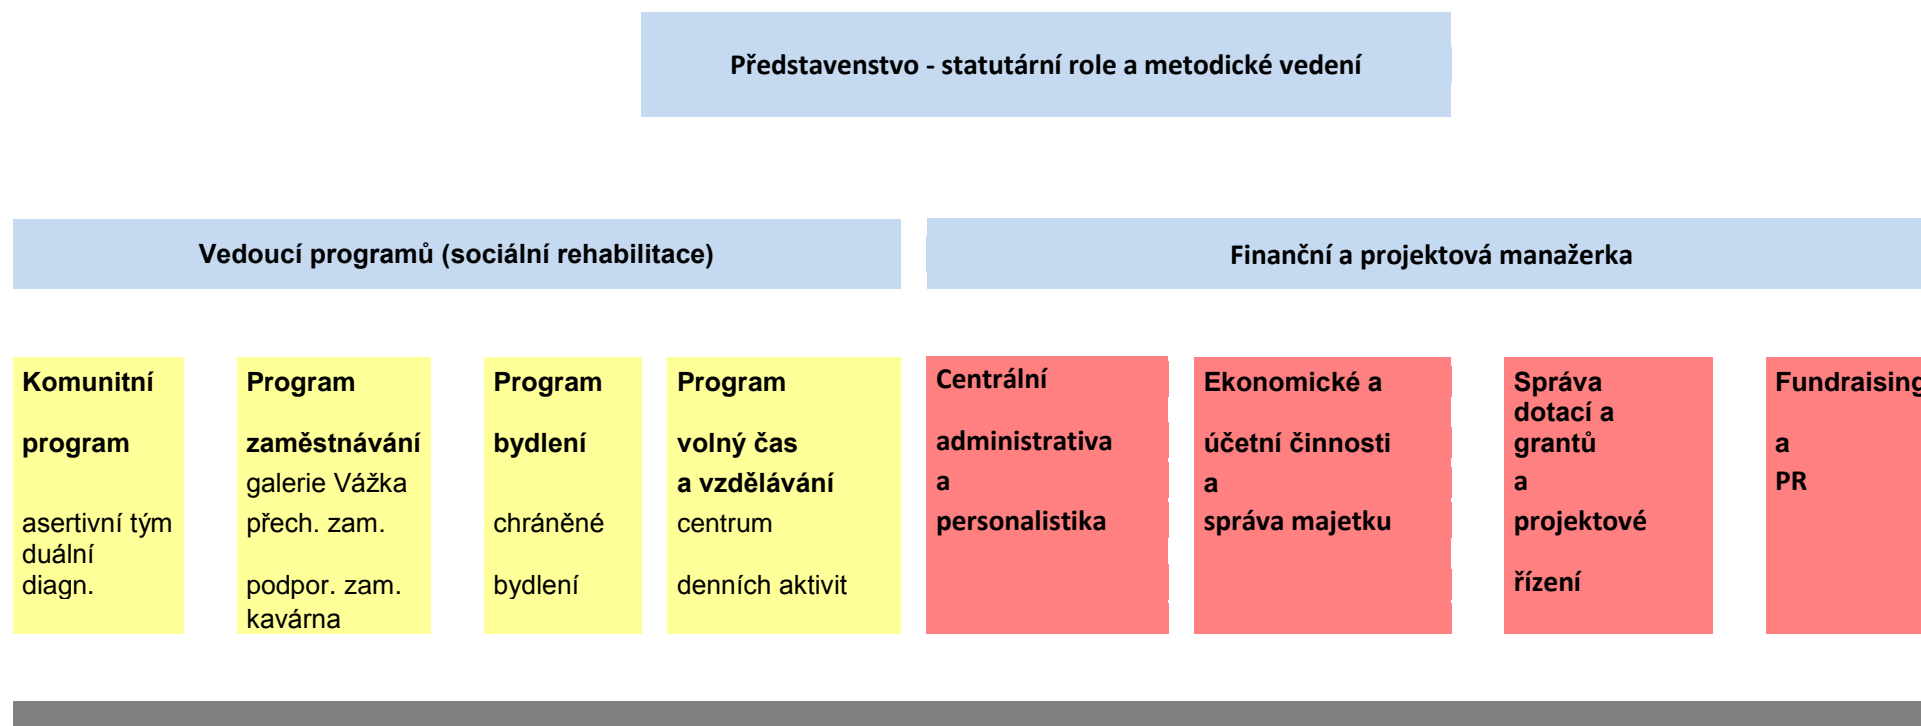 Představenstvo - statutární role a metodické vedení
Vedoucí programů (sociální rehabilitace)
Finanční a projektová manažerka
Komunitní
program
asertivní tým
duální
diagn.
Program
zaměstnávání
galerie Vážka
přech. zam.
podpor. zam.
kavárna
Program
bydlení
chráněné
bydlení
Program
volný čas
a vzdělávání
centrum
denních aktivit
Centrální
administrativa
a
personalistika
Ekonomické a
účetní činnosti
a
správa majetku
Správa
dotací a
grantů
a
projektové
řízení
Fundraising
a
PR